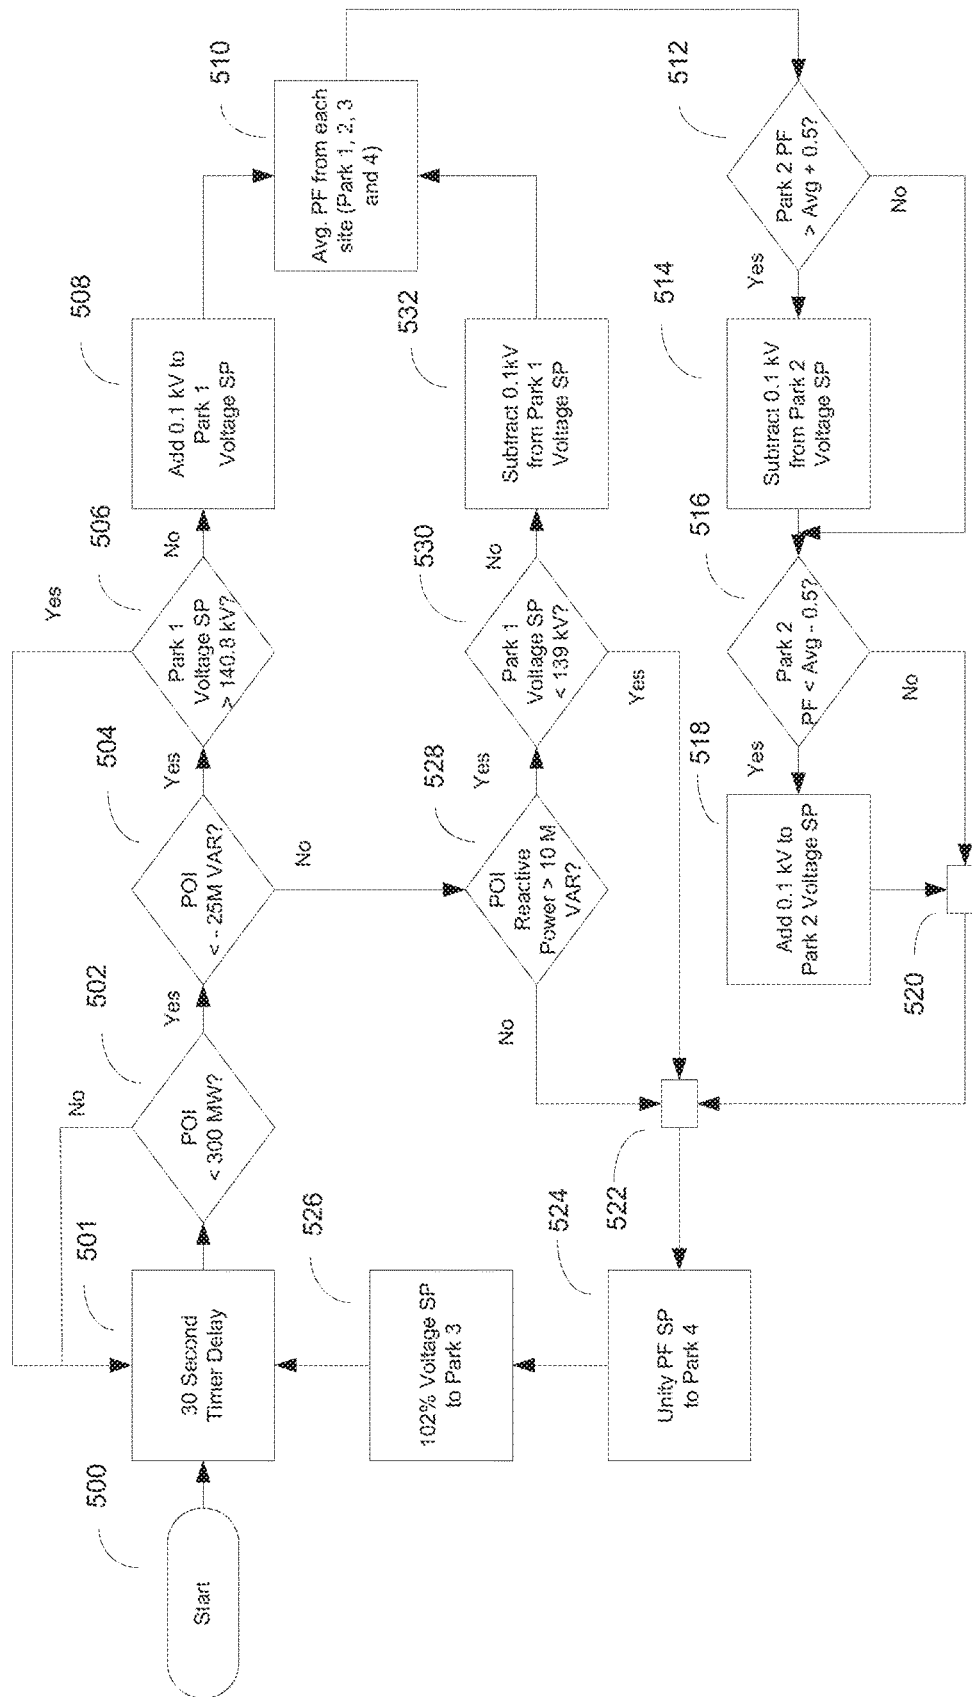 500
Start
501
30 Second
Timer Delay
502
POI
< 300 MW?
No
Yes
504
POI
< - 25M VAR?
Yes
No
506
Park 1
Voltage SP
> 140.8 kV?
Yes
No
508
Add 0.1 kV to
Park 1
Voltage SP
510
Avg. PF from each
site (Park 1, 2, 3
and 4)
526
102% Voltage SP
to Park 3
528
POI
Reactive
Power > 10 M
VAR?
Yes
No
530
Park 1
Voltage SP
< 139 kV?
No
Yes
532
Subtract 0.1kV
from Park 1
Voltage SP
524
Unity PF SP
to Park 4
522
512
Park 2 PF
> Avg + 0.5?
Yes
No
514
Subtract 0.1 kV
from Park 2
Voltage SP
516
Park 2
PF < Avg - 0.5?
Yes
No
518
Add 0.1 kV to
Park 2 Voltage SP
520